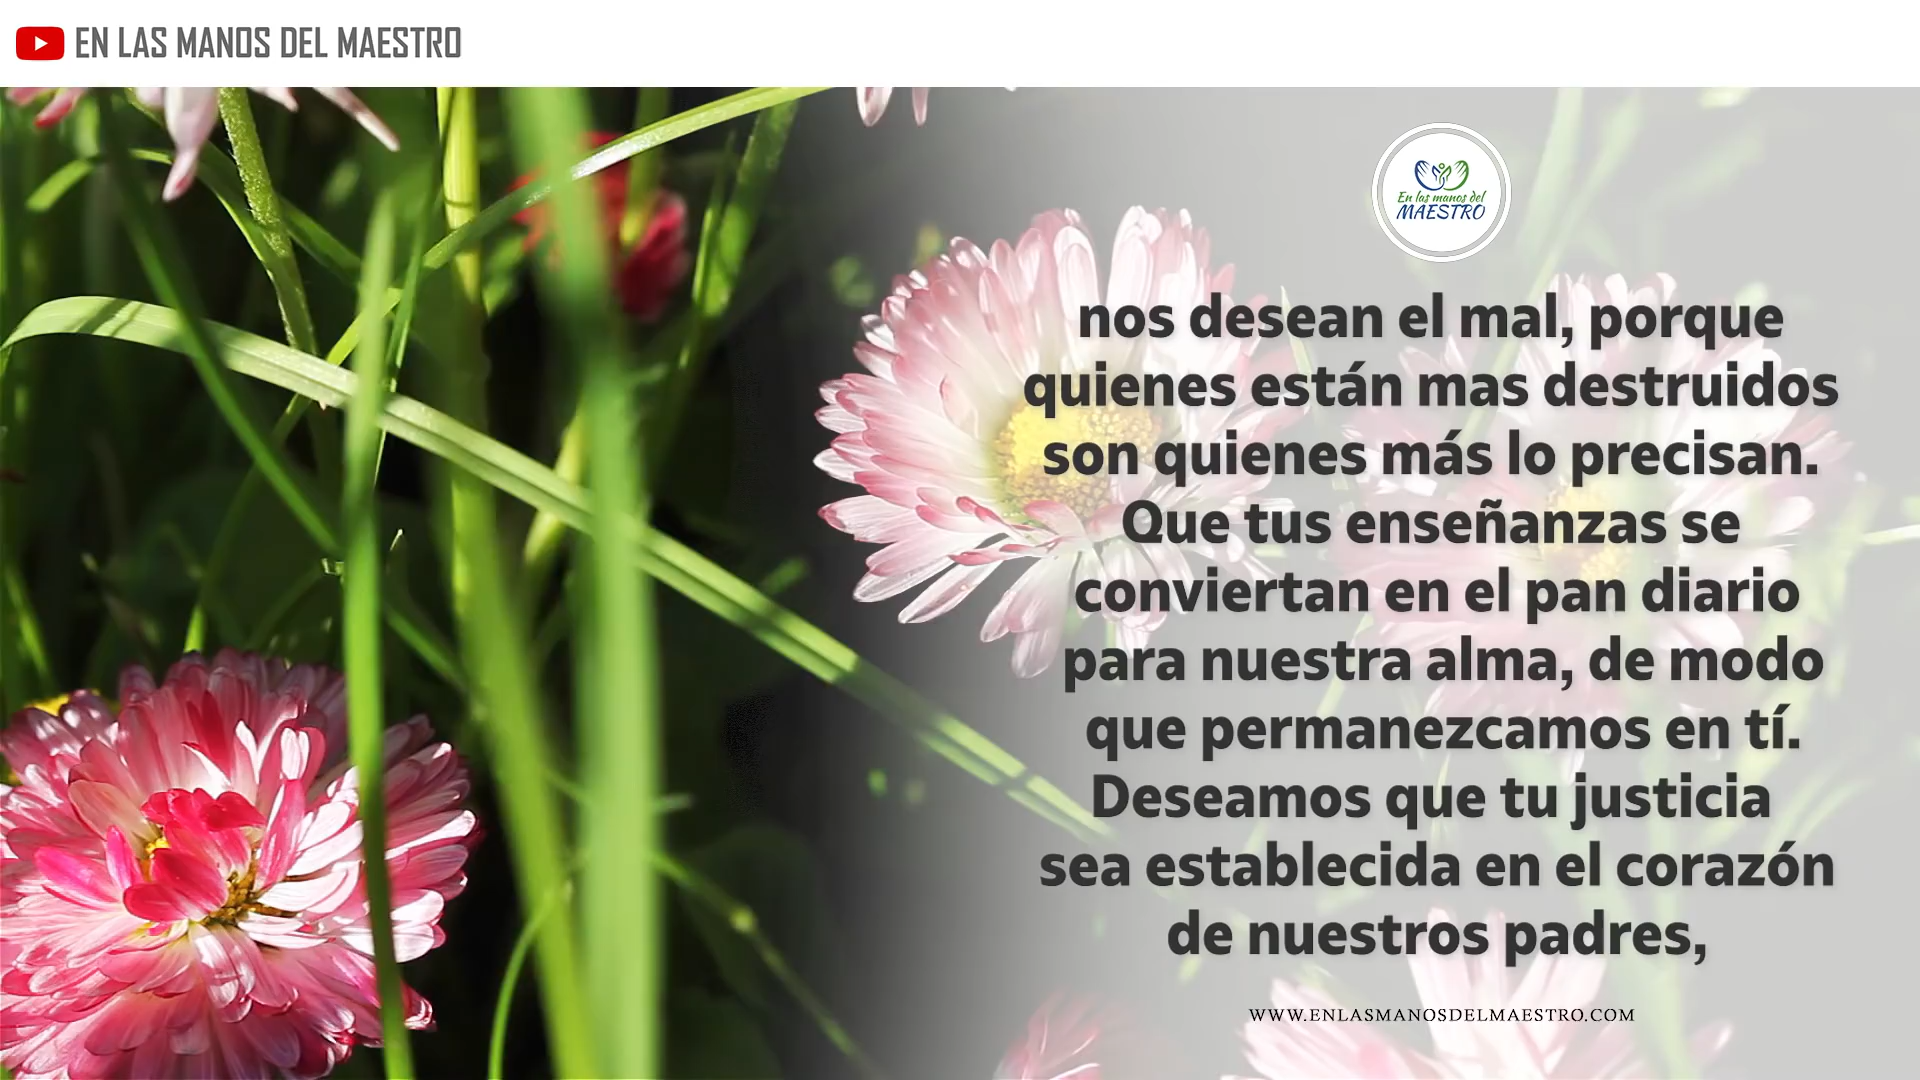 EN LAS MANOS DEL MAESTRO
En las manos del
MAESTRO
nos desean el mal, porque
quienes están mas destruidos
son quienes más lo precisan.
Que tus enseñanzas se
conviertan en el pan diario
para nuestra alma, de modo
que permanezcamos en tí.
Deseamos que tu justicia
sea establecida en el corazón
de nuestros padres,
WWW.ENLASMANOSDELMAESTRO.COM